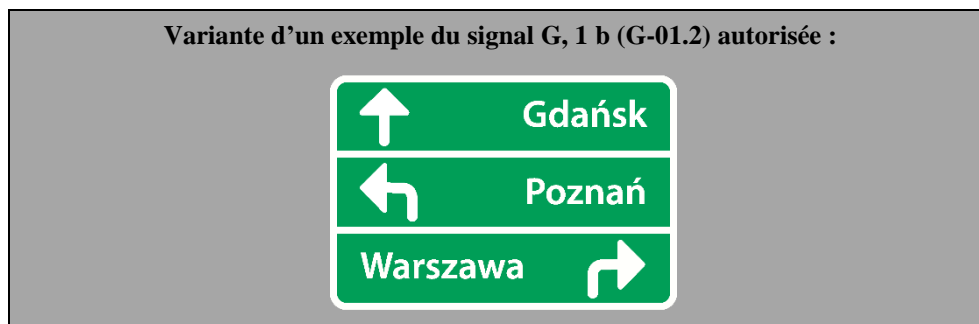 Variante d’un exemple du signal G, 1 b (G-01.2) autorisée :
Gdańsk
Poznań
Warszawa